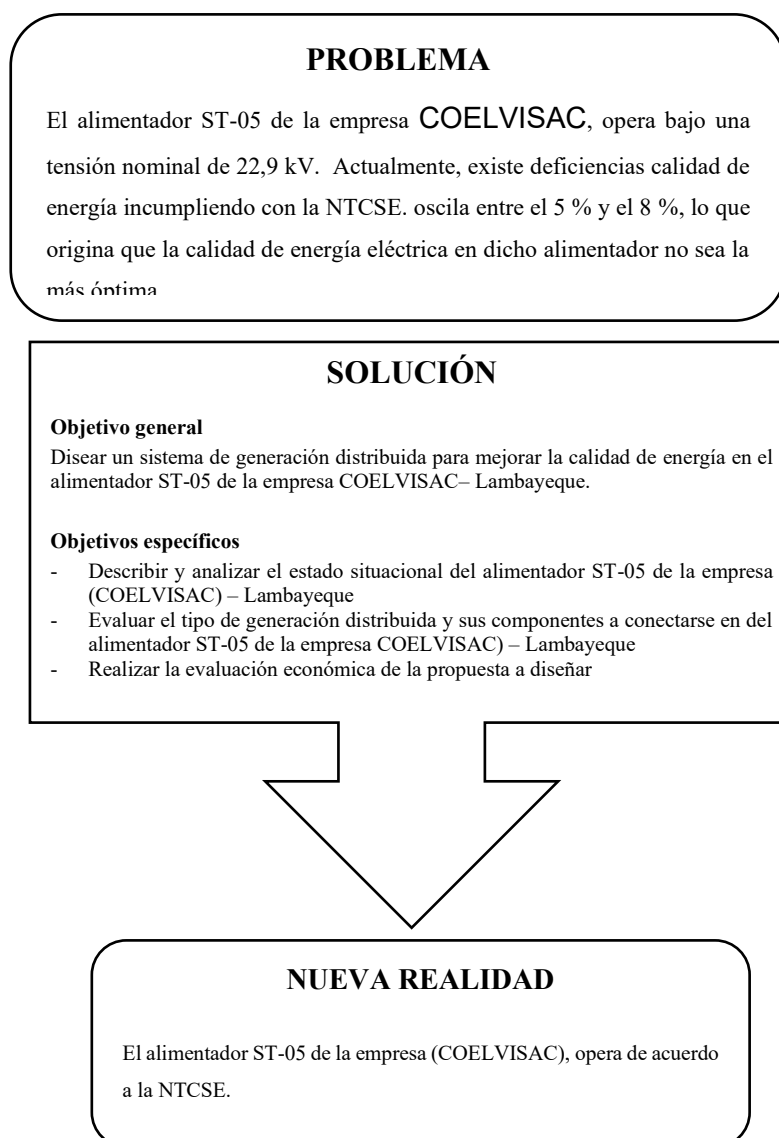 PROBLEMA
El alimentador ST-05 de la empresa COELVISAC, opera bajo una
tensión nominal de 22,9 kV. Actualmente, existe deficiencias calidad de
energía incumpliendo con la NTCSE. oscila entre el 5 % y el 8 %, lo que
origina que la calidad de energía eléctrica en dicho alimentador no sea la
más óptima
SOLUCIÓN
Objetivo general
Disear un sistema de generación distribuida para mejorar la calidad de energía en el
alimentador ST-05 de la empresa COELVISAC– Lambayeque.
Objetivos específicos
- Describir y analizar el estado situacional del alimentador ST-05 de la empresa
(COELVISAC) – Lambayeque
- Evaluar el tipo de generación distribuida y sus componentes a conectarse en del
alimentador ST-05 de la empresa COELVISAC) – Lambayeque
- Realizar la evaluación económica de la propuesta a diseñar
NUEVA REALIDAD
El alimentador ST-05 de la empresa (COELVISAC), opera de acuerdo
a la NTCSE.